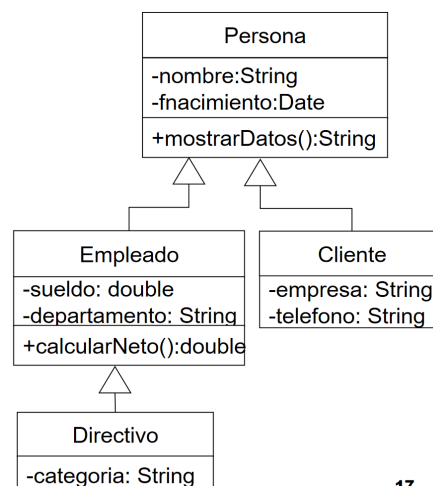 Persona
-nombre:String
-fnacimiento:Date
+mostrarDatos():String
Empleado
-sueldo: double
-departamento: String
+calcularNeto():double
Cliente
-empresa: String
-telefono: String
Directivo
-categoria: String
17